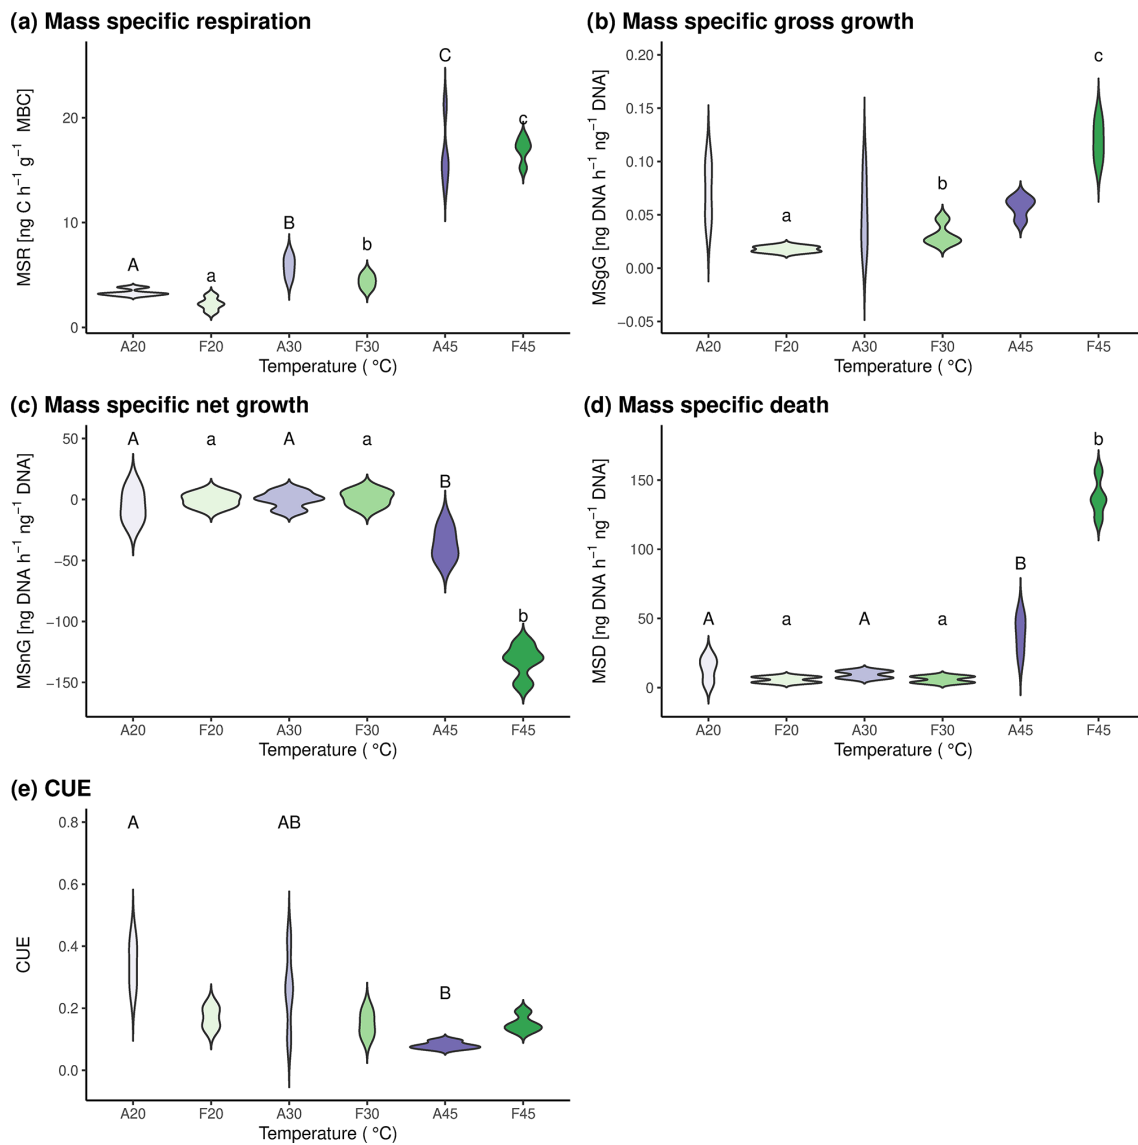 (a) Mass specific respiration
MSR [ng C h⁻¹ g⁻¹ MBC]
20
10
0
A
a
B
b
C
c
A20 F20 A30 F30 A45 F45
Temperature ( °C)
(b) Mass specific gross growth
MSgG [ng DNA h⁻¹ ng⁻¹ DNA]
0.20
0.15
0.10
0.05
0.00
−0.05
a
b
c
A20 F20 A30 F30 A45 F45
Temperature ( °C)
(c) Mass specific net growth
MSnG [ng DNA h⁻¹ ng⁻¹ DNA]
50
0
−50
−100
−150
A
a
A
a
B
b
A20 F20 A30 F30 A45 F45
Temperature ( °C)
(d) Mass specific death
MSD [ng DNA h⁻¹ ng⁻¹ DNA]
150
100
50
0
A
a
A
a
B
b
A20 F20 A30 F30 A45 F45
Temperature ( °C)
(e) CUE
CUE
0.8
0.6
0.4
0.2
0.0
A
AB
B
A20 F20 A30 F30 A45 F45
Temperature ( °C)